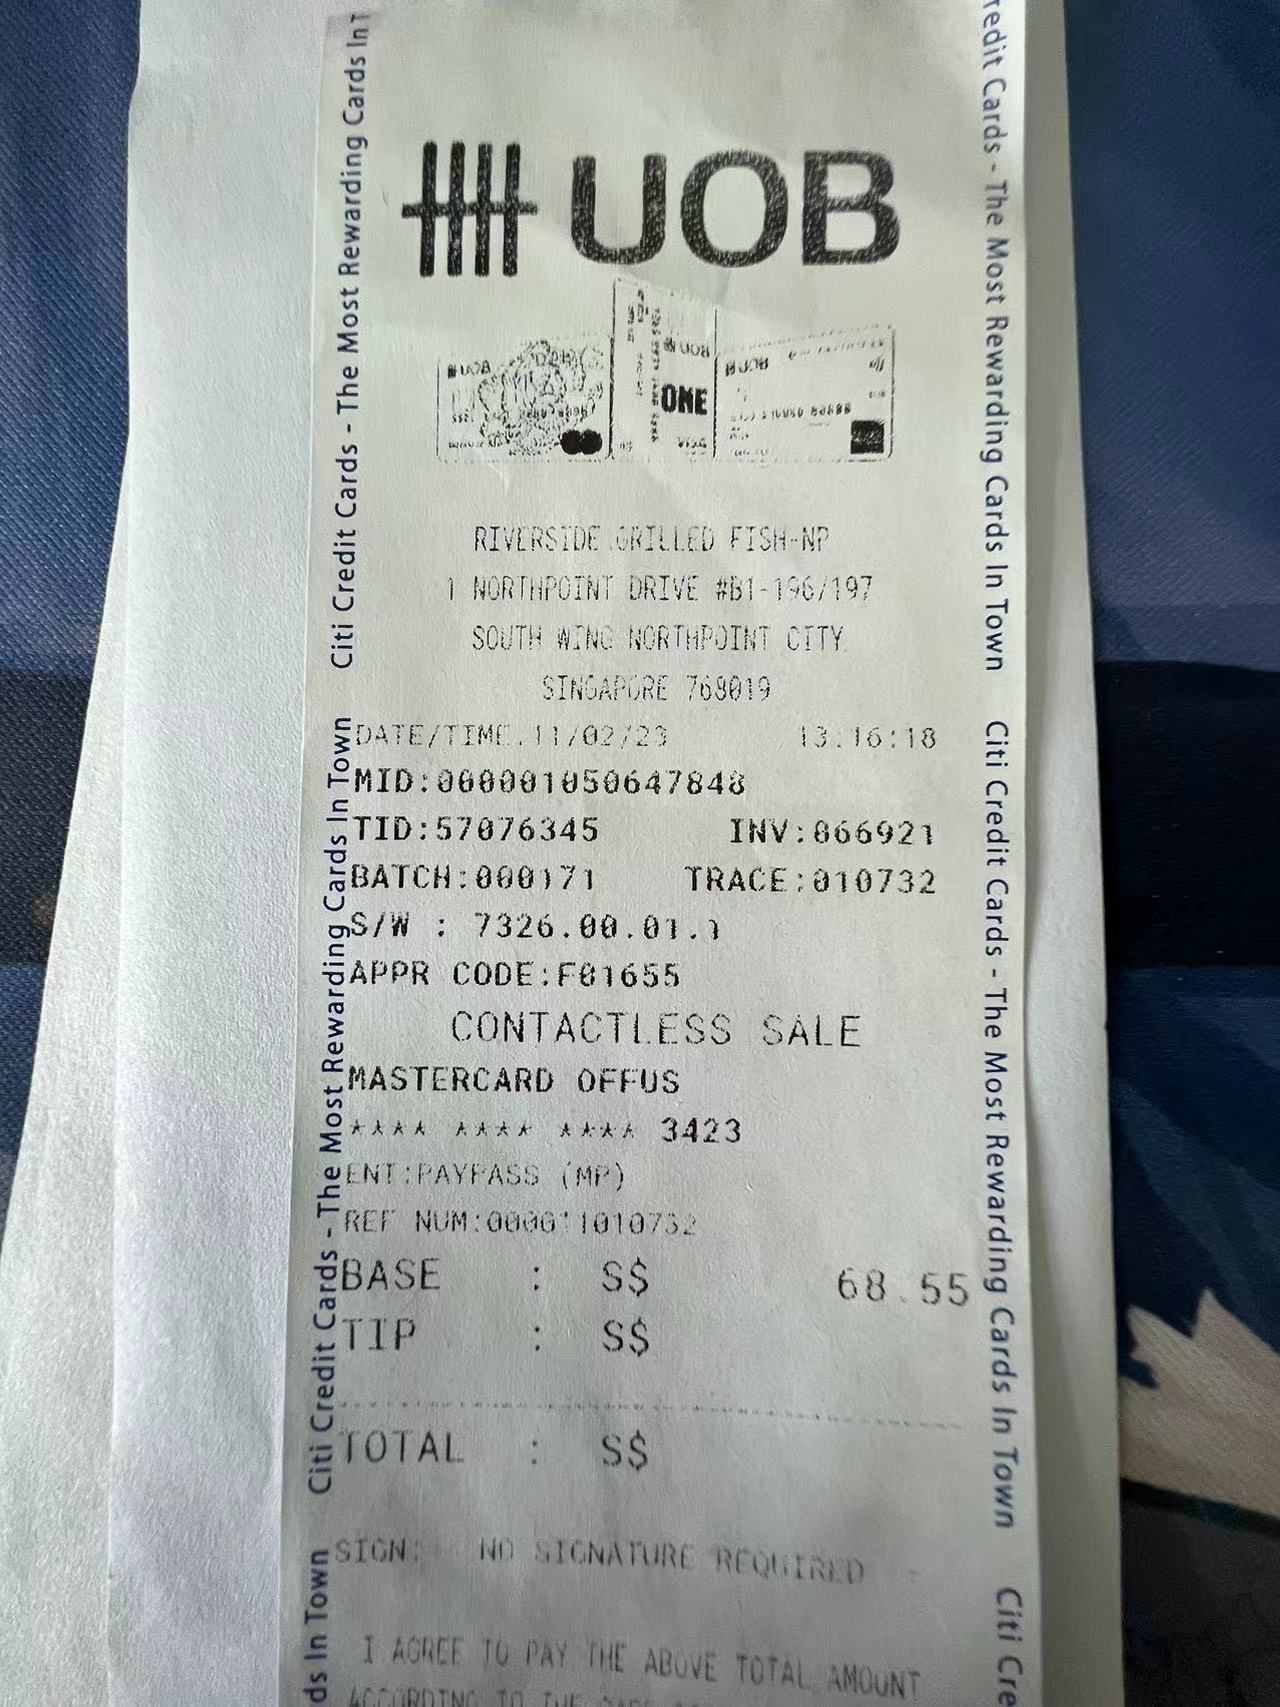 UOB
ONE
RIVERSIDE GRILLED FISH-NP
1 NORTHPOINT DRIVE #B1-196/197
SOUTH WING NORTHPOINT CITY
SINGAPORE 768019
DATE/TIME.11/02/23 13:16:18
MID:000001050647848
TID:57076345 INV:066921
BATCH:000171 TRACE:010732
S/W : 7326.00.01.1
APPR CODE:F01655
CONTACTLESS SALE
MASTERCARD OFFUS
**** **** **** 3423
ENT:PAYPASS (MP)
REF NUM:000011010732
BASE : S$ 68.55
TIP : S$
TOTAL : S$
SIGN: NO SIGNATURE REQUIRED
I AGREE TO PAY THE ABOVE TOTAL AMOUNT
ACCORDING TO THE
Citi Credit Cards - The Most Rewarding Cards In T
Citi Credit Cards - The Most Rewarding Cards In Town
ds In Town
redit Cards - The Most Rewarding Cards In Town
Citi Credit Cards - The Most Rewarding Cards In Town
Citi Cre